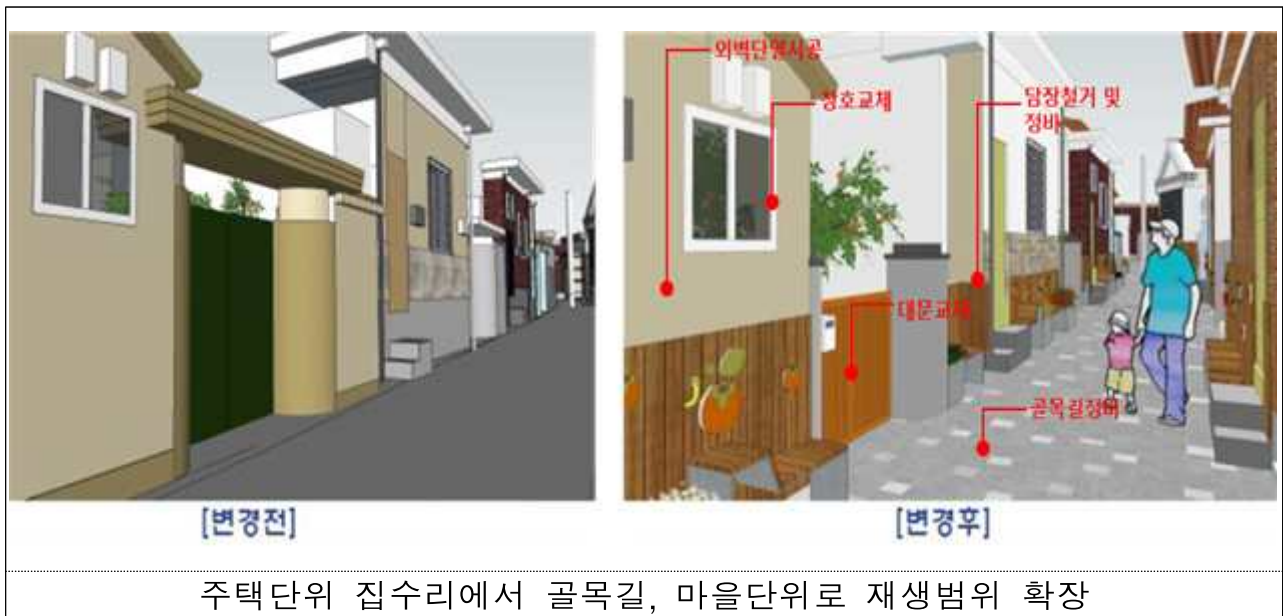 외벽단열시공
창호교체
담장철거 및
정비
대문교체
골목길정비
[변경전]
[변경후]
주택단위 집수리에서 골목길, 마을단위로 재생범위 확장